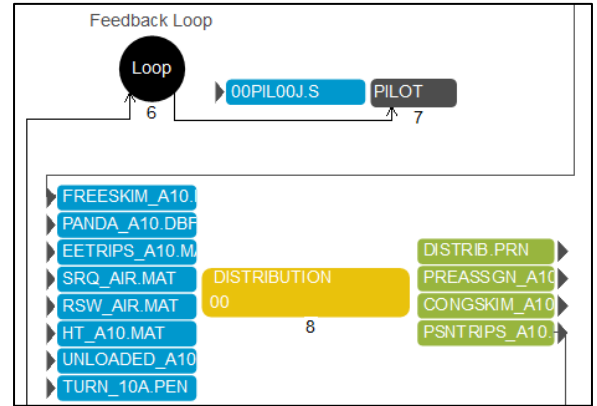 Feedback Loop
Loop
6
00PIL00J.S
PILOT
7
FREESKIM_A10.
PANDA_A10.DBF
EETRIPS_A10.M
SRQ_AIR.MAT
RSW_AIR.MAT
HT_A10.MAT
UNLOADED_A10
TURN_10A.PEN
DISTRIBUTION
00
8
DISTRIB.PRN
PREASSGN_A10
CONGSKIM_A10
PSNTRIPS_A10.